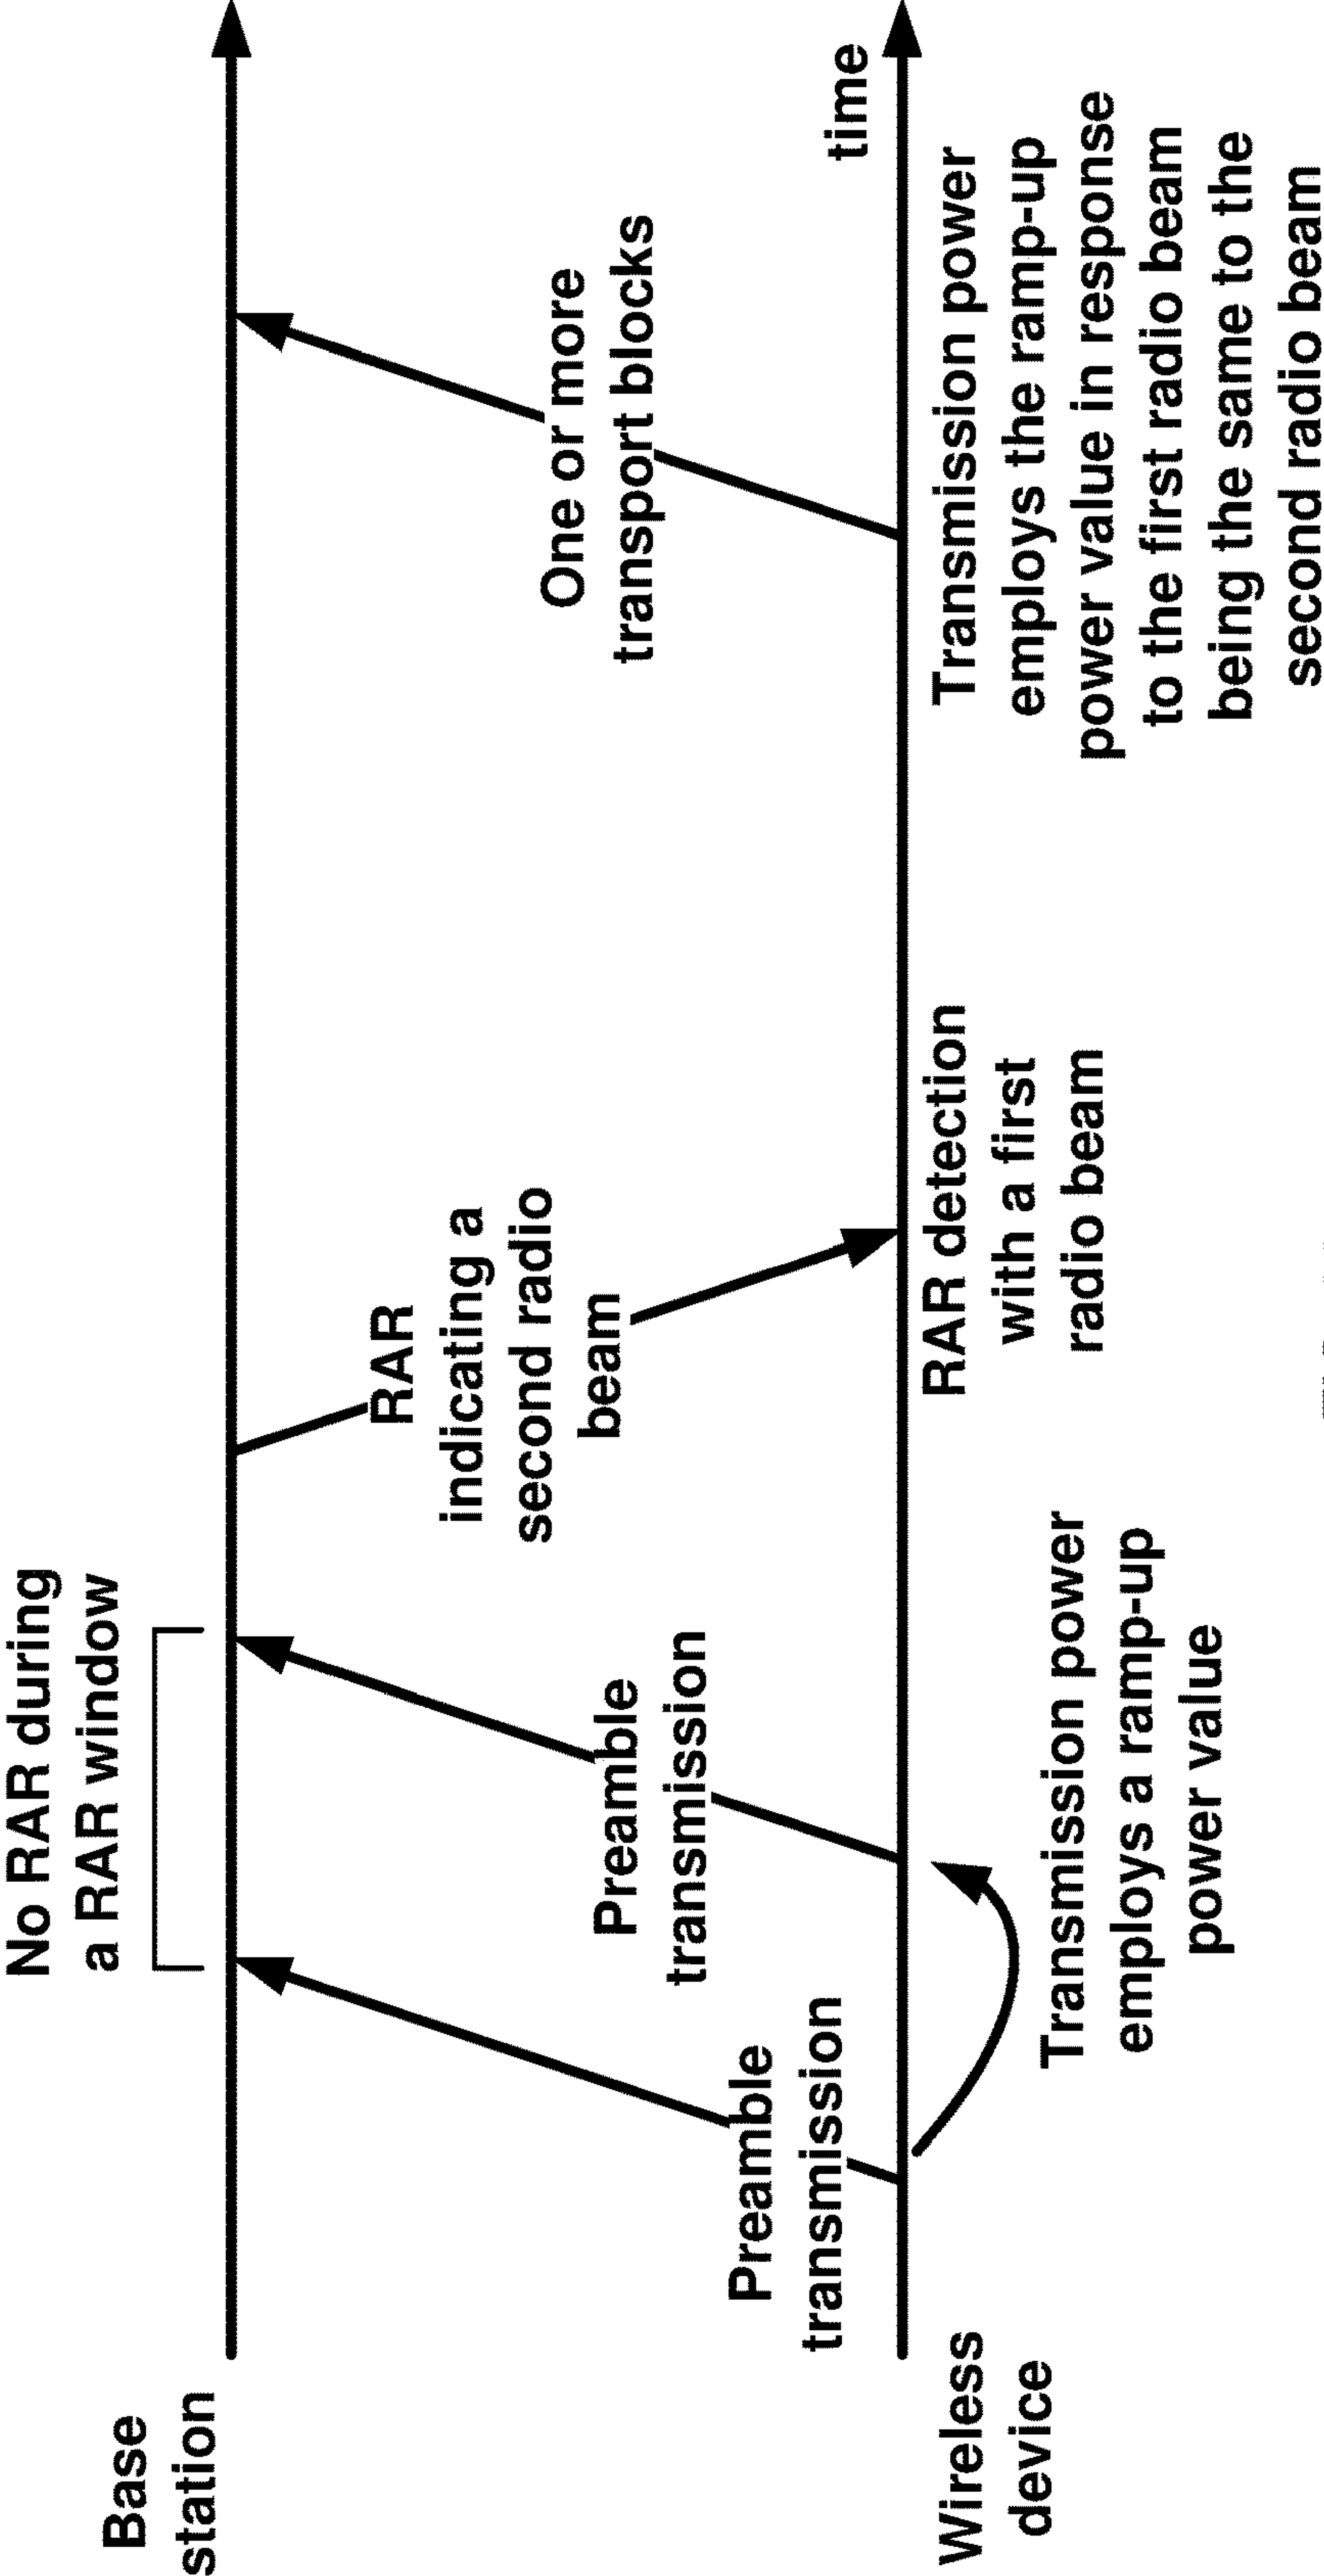 Base
station
No RAR during
a RAR window
Preamble
transmission
Preamble
transmission
RAR
indicating a
second radio
beam
One or more
transport blocks
time
Wireless
device
Transmission power
employs a ramp-up
power value
RAR detection
with a first
radio beam
Transmission power
employs the ramp-up
power value in response
to the first radio beam
being the same to the
second radio beam